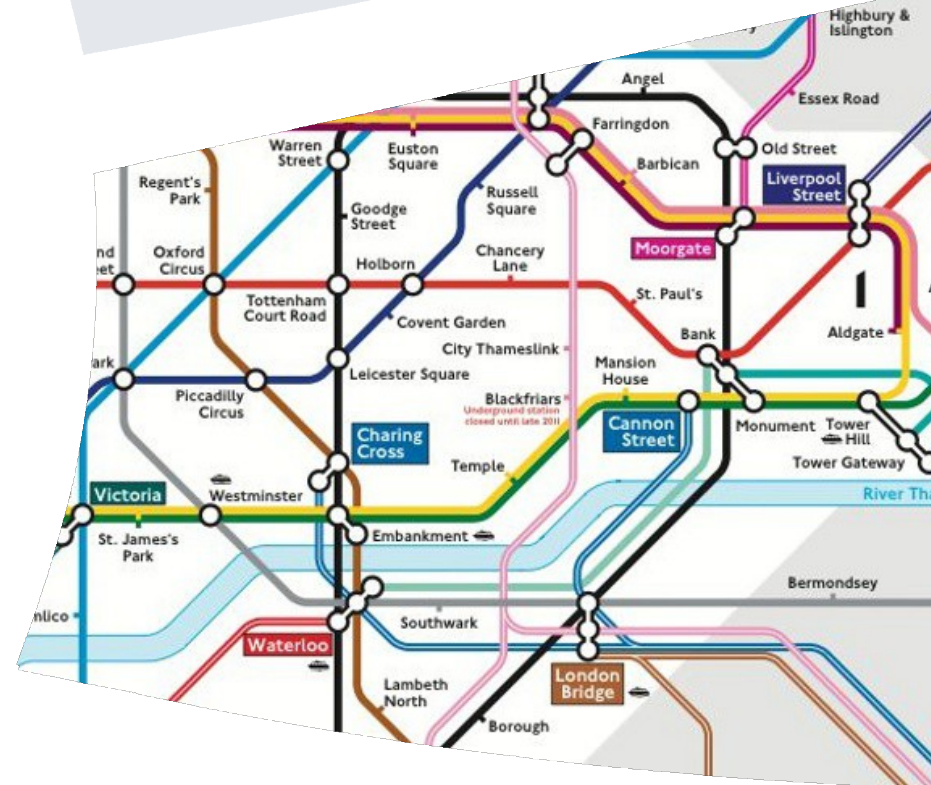 Highbury &
Islington
Angel
Essex Road
Farringdon
Old Street
Warren
Street
Euston
Square
Barbican
Liverpool
Street
Regent's
Park
Russell
Square
Goodge
Street
Moorgate
Oxford
Circus
Holborn
Chancery
Lane
St. Paul's
Tottenham
Court Road
Covent Garden
Bank
Aldgate
City Thameslink
Mansion
House
Leicester Square
Piccadilly
Circus
Blackfriars
Underground station
closed until late 2011
Cannon
Street
Monument
Tower
Hill
Charing
Cross
Tower Gateway
Temple
Victoria
Westminster
River Tha
St. James's
Park
Embankment
Bermondsey
mlico
Southwark
Waterloo
London
Bridge
Lambeth
North
Borough